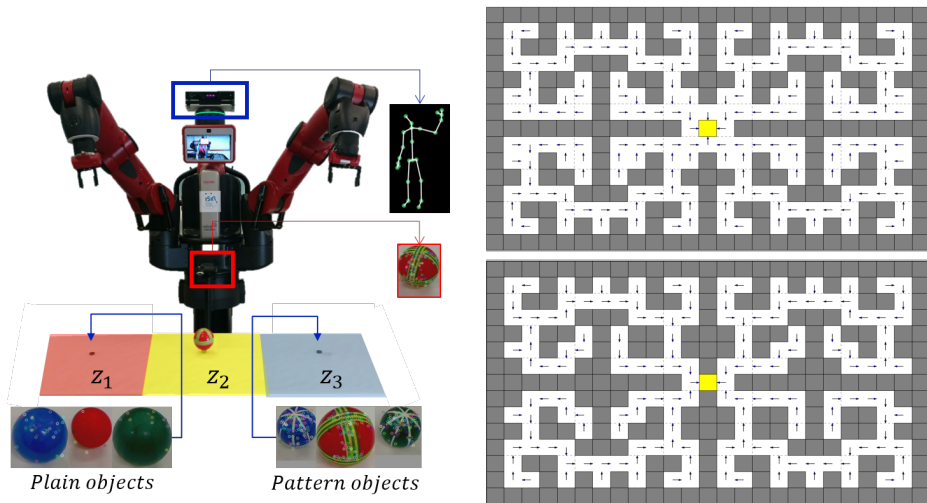 z₁
z₂
z₃
Plain objects
Pattern objects